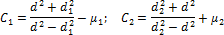 C₁ = (d² + d₁²)/(d² − d₁²) − μ₁;  C₂ = (d₂² + d²)/(d₂² − d²) + μ₂